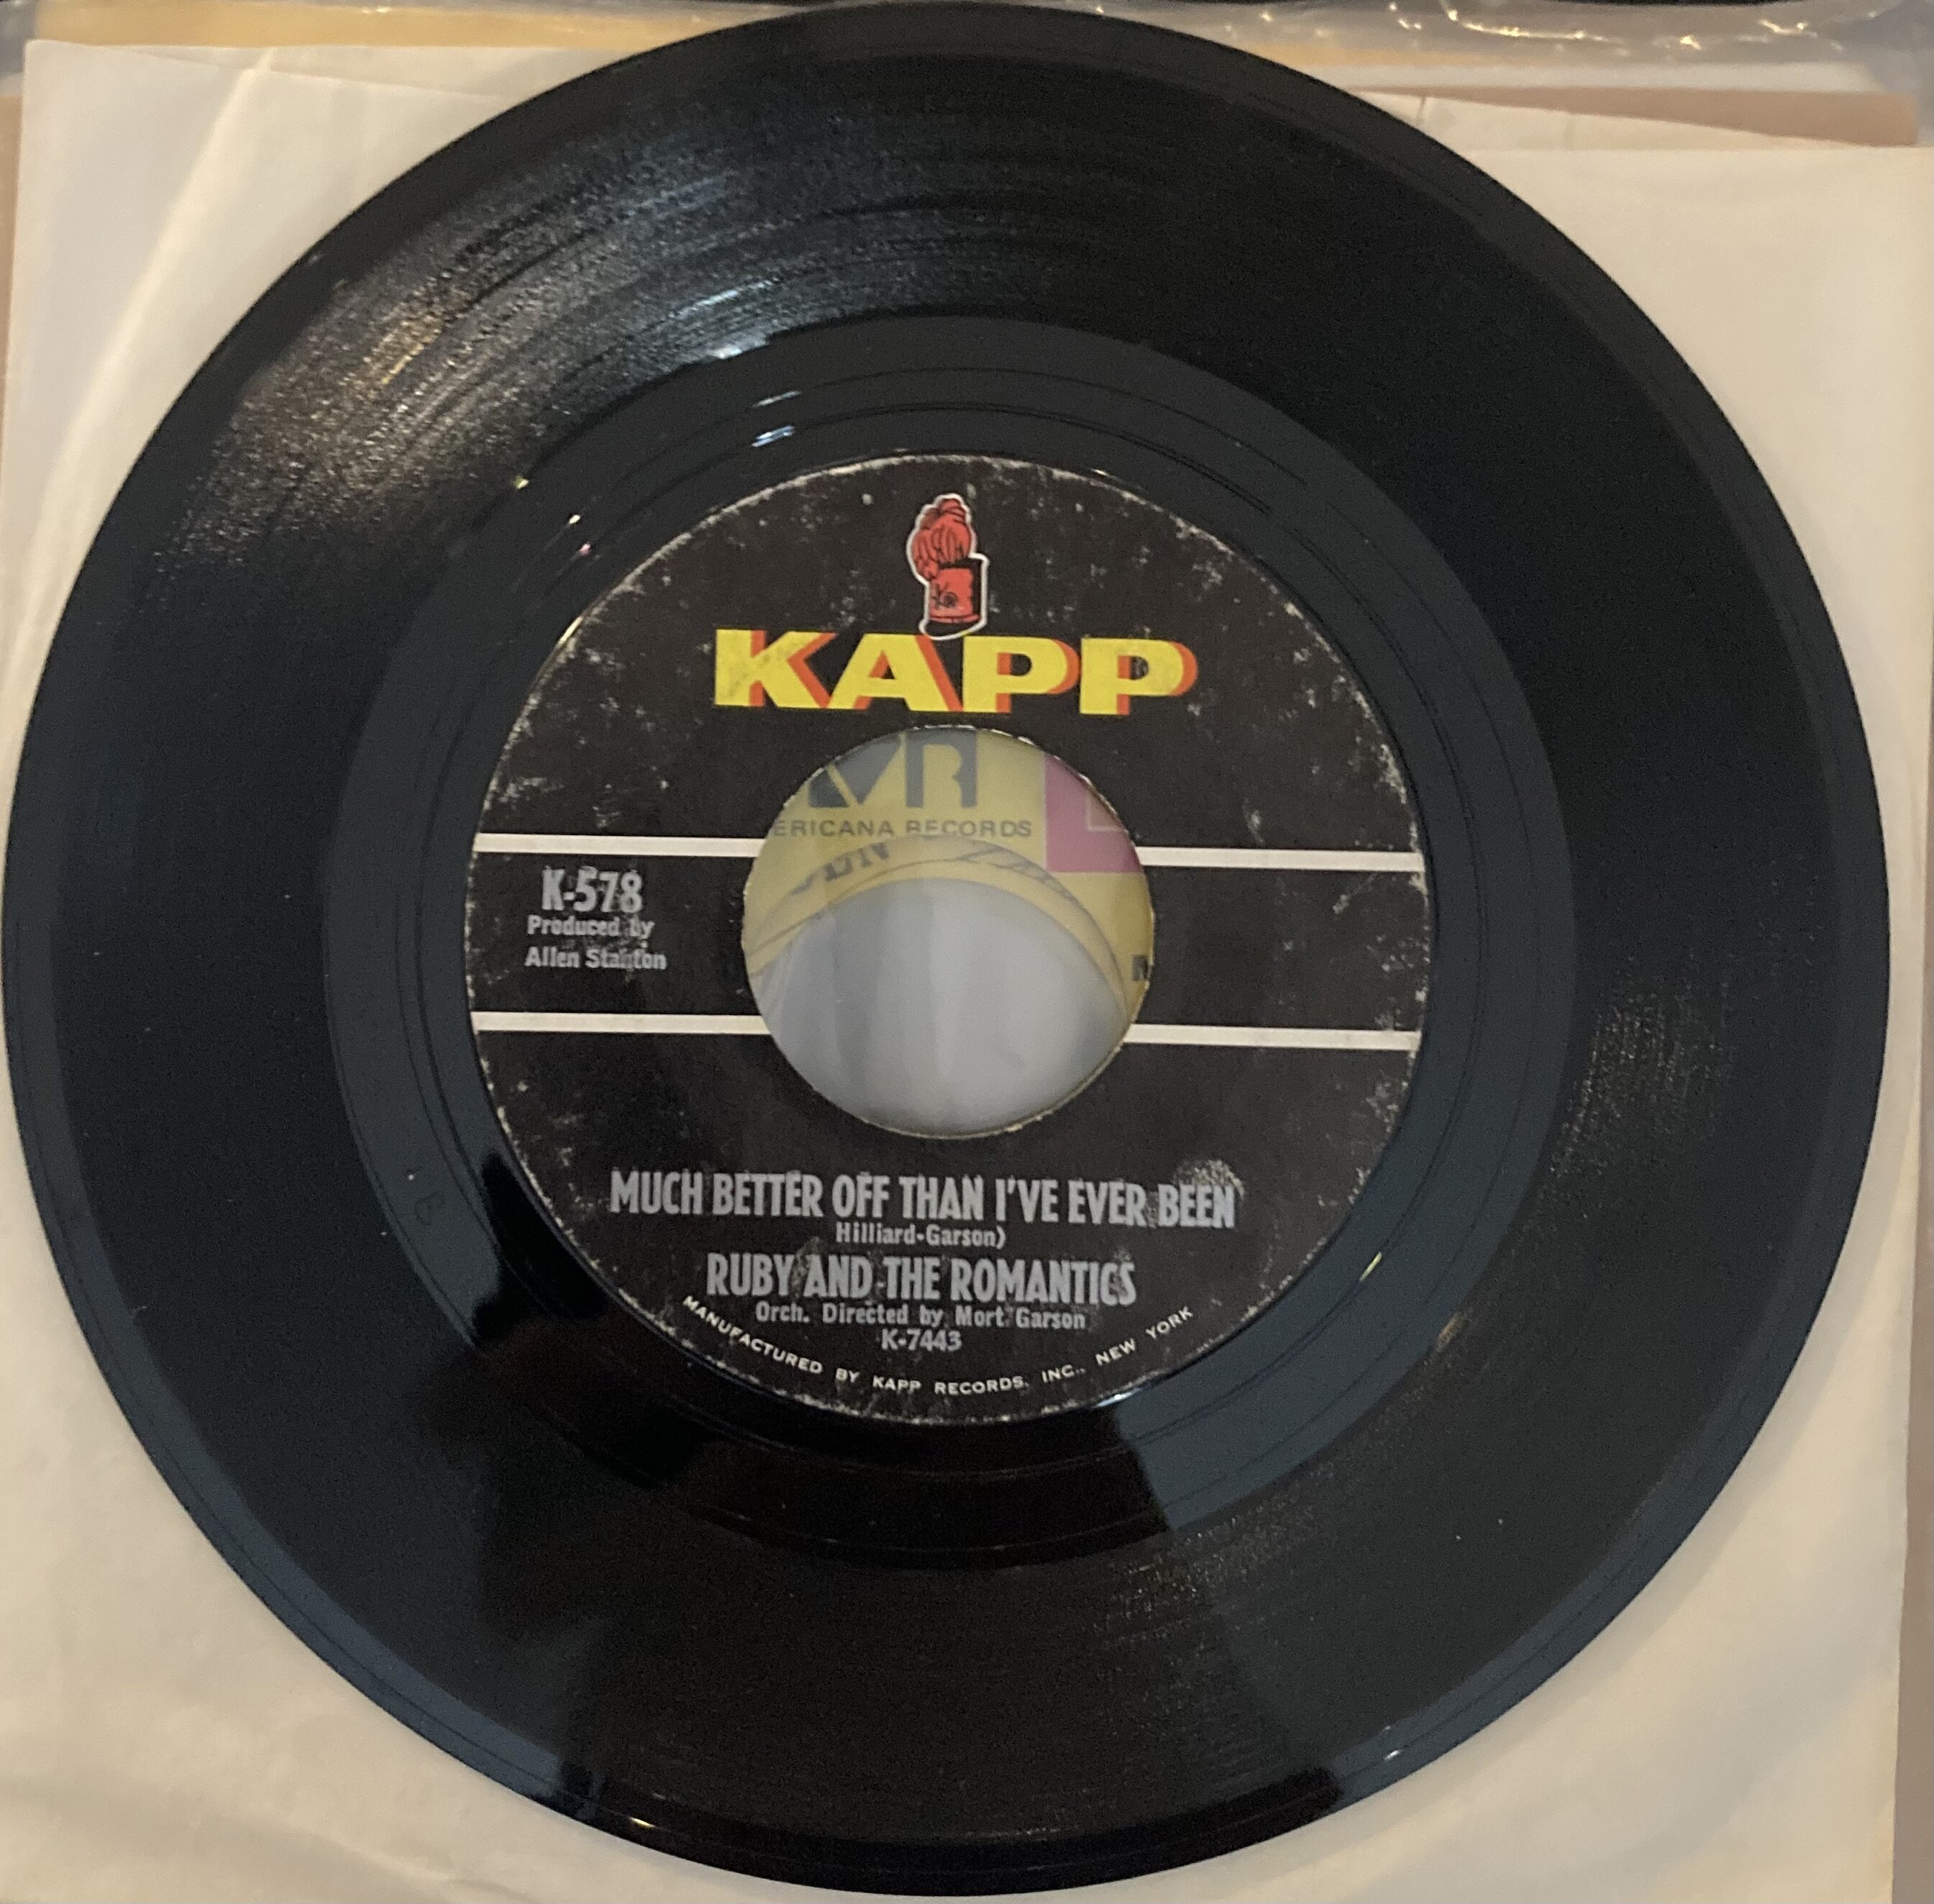 KAPP
VR
ERICANA RECORDS
K-578
Produced by
Allen Stanton
MUCH BETTER OFF THAN I'VE EVER BEEN
Hilliard-Garson)
RUBY AND THE ROMANTICS
Orch. Directed by Mort Garson
K-7443
MANUFACTURED BY KAPP RECORDS, INC., NEW YORK